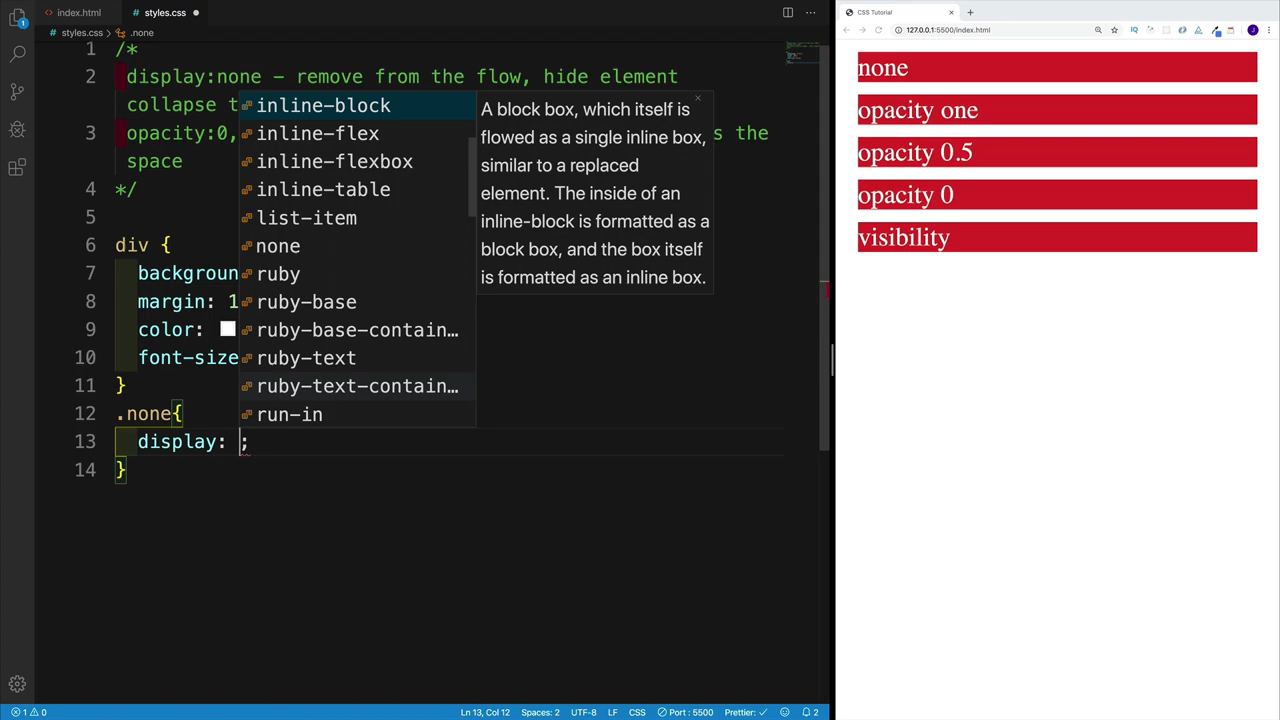 index.html
styles.css
CSS Tutorial
127.0.0.1:5500/index.html
styles.css > .none
1 /*
2 display:none - remove from the flow, hide element
collapse t
3 opacity:0, s the
space
4 */
5
6 div {
7 backgroun
8 margin: 1
9 color:
10 font-size
11 }
12 .none{
13 display: ;
14 }
inline-block
inline-flex
inline-flexbox
inline-table
list-item
none
ruby
ruby-base
ruby-base-contain…
ruby-text
ruby-text-contain…
run-in
A block box, which itself is
flowed as a single inline box,
similar to a replaced
element. The inside of an
inline-block is formatted as a
block box, and the box itself
is formatted as an inline box.
none
opacity one
opacity 0.5
opacity 0
visibility
1 0 Ln 13, Col 12 Spaces: 2 UTF-8 LF CSS Port : 5500 Prettier: ✓ 2